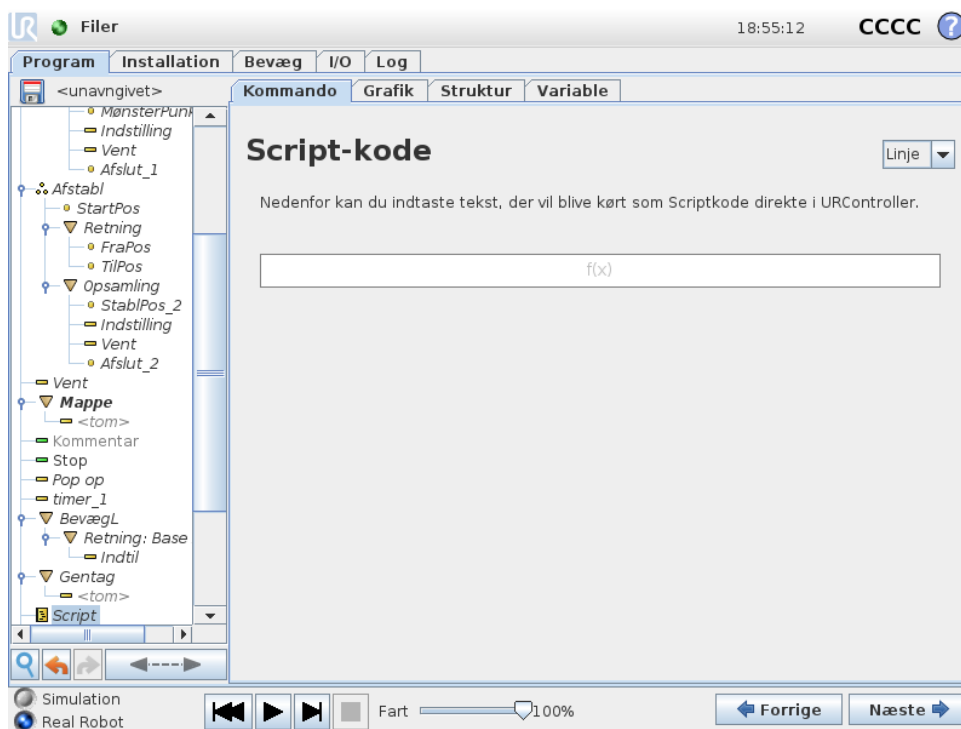 UR Filer 18:55:12 CCCC ?
Program Installation Bevæg I/O Log
<unavngivet>
Kommando Grafik Struktur Variable
MønsterPunk
Indstilling
Vent
Afslut_1
Afstabl
StartPos
Retning
FraPos
TilPos
Opsamling
StablPos_2
Indstilling
Vent
Afslut_2
Vent
Mappe
<tom>
Kommentar
Stop
Pop op
timer_1
BevægL
Retning: Base
Indtil
Gentag
<tom>
Script
Script-kode
Linje
Nedenfor kan du indtaste tekst, der vil blive kørt som Scriptkode direkte i URController.
f(x)
Simulation
Real Robot
Fart 100%
Forrige Næste